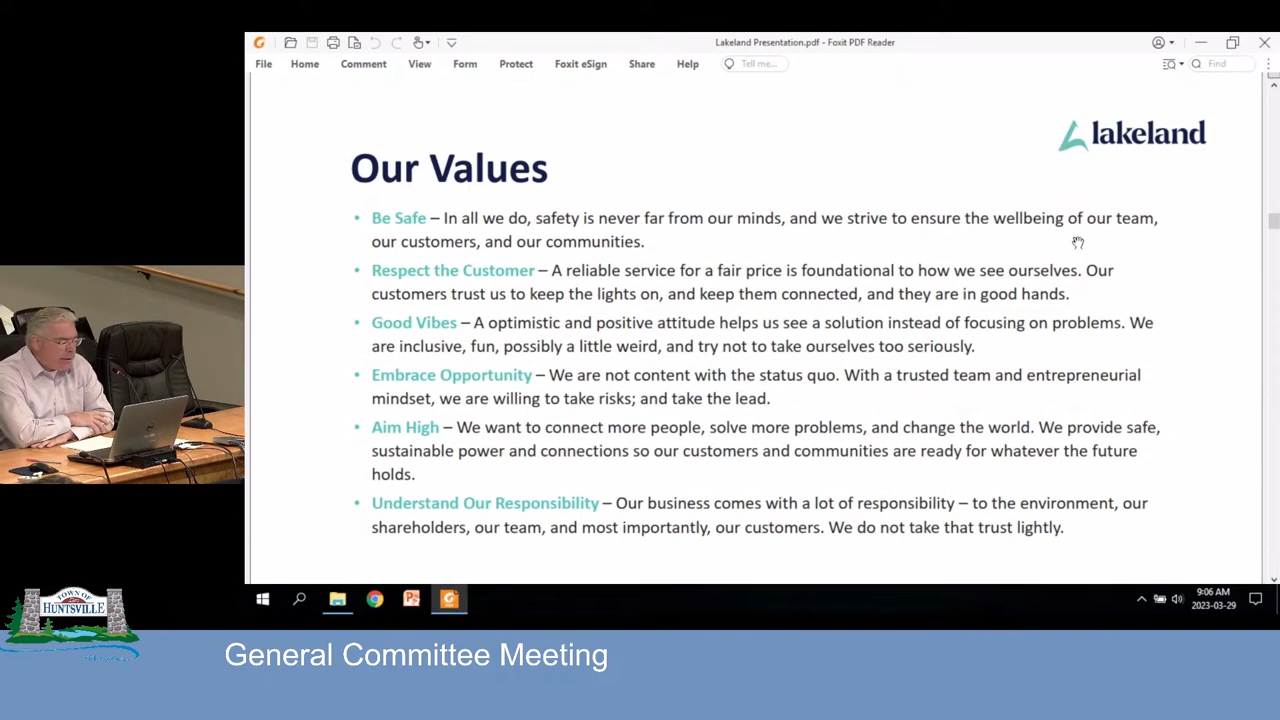 Lakeland Presentation.pdf - Foxit PDF Reader
File Home Comment View Form Protect Foxit eSign Share Help Tell me... Find
lakeland
Our Values
• Be Safe – In all we do, safety is never far from our minds, and we strive to ensure the wellbeing of our team,
our customers, and our communities.
• Respect the Customer – A reliable service for a fair price is foundational to how we see ourselves. Our
customers trust us to keep the lights on, and keep them connected, and they are in good hands.
• Good Vibes – A optimistic and positive attitude helps us see a solution instead of focusing on problems. We
are inclusive, fun, possibly a little weird, and try not to take ourselves too seriously.
• Embrace Opportunity – We are not content with the status quo. With a trusted team and entrepreneurial
mindset, we are willing to take risks; and take the lead.
• Aim High – We want to connect more people, solve more problems, and change the world. We provide safe,
sustainable power and connections so our customers and communities are ready for whatever the future
holds.
• Understand Our Responsibility – Our business comes with a lot of responsibility – to the environment, our
shareholders, our team, and most importantly, our customers. We do not take that trust lightly.
9:06 AM
2023-03-29
TOWN OF
HUNTSVILLE
General Committee Meeting